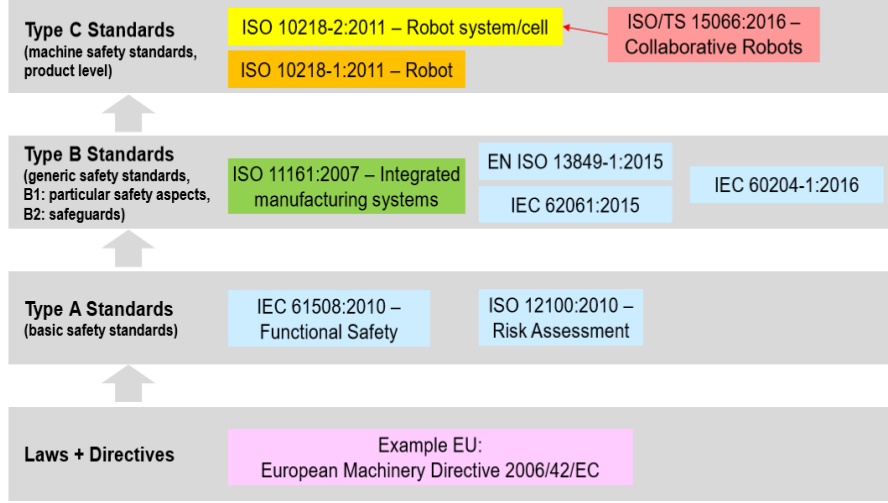 Type C Standards
(machine safety standards,
product level)
ISO 10218-2:2011 – Robot system/cell
ISO 10218-1:2011 – Robot
ISO/TS 15066:2016 –
Collaborative Robots
Type B Standards
(generic safety standards,
B1: particular safety aspects,
B2: safeguards)
ISO 11161:2007 – Integrated
manufacturing systems
EN ISO 13849-1:2015
IEC 62061:2015
IEC 60204-1:2016
Type A Standards
(basic safety standards)
IEC 61508:2010 –
Functional Safety
ISO 12100:2010 –
Risk Assessment
Laws + Directives
Example EU:
European Machinery Directive 2006/42/EC